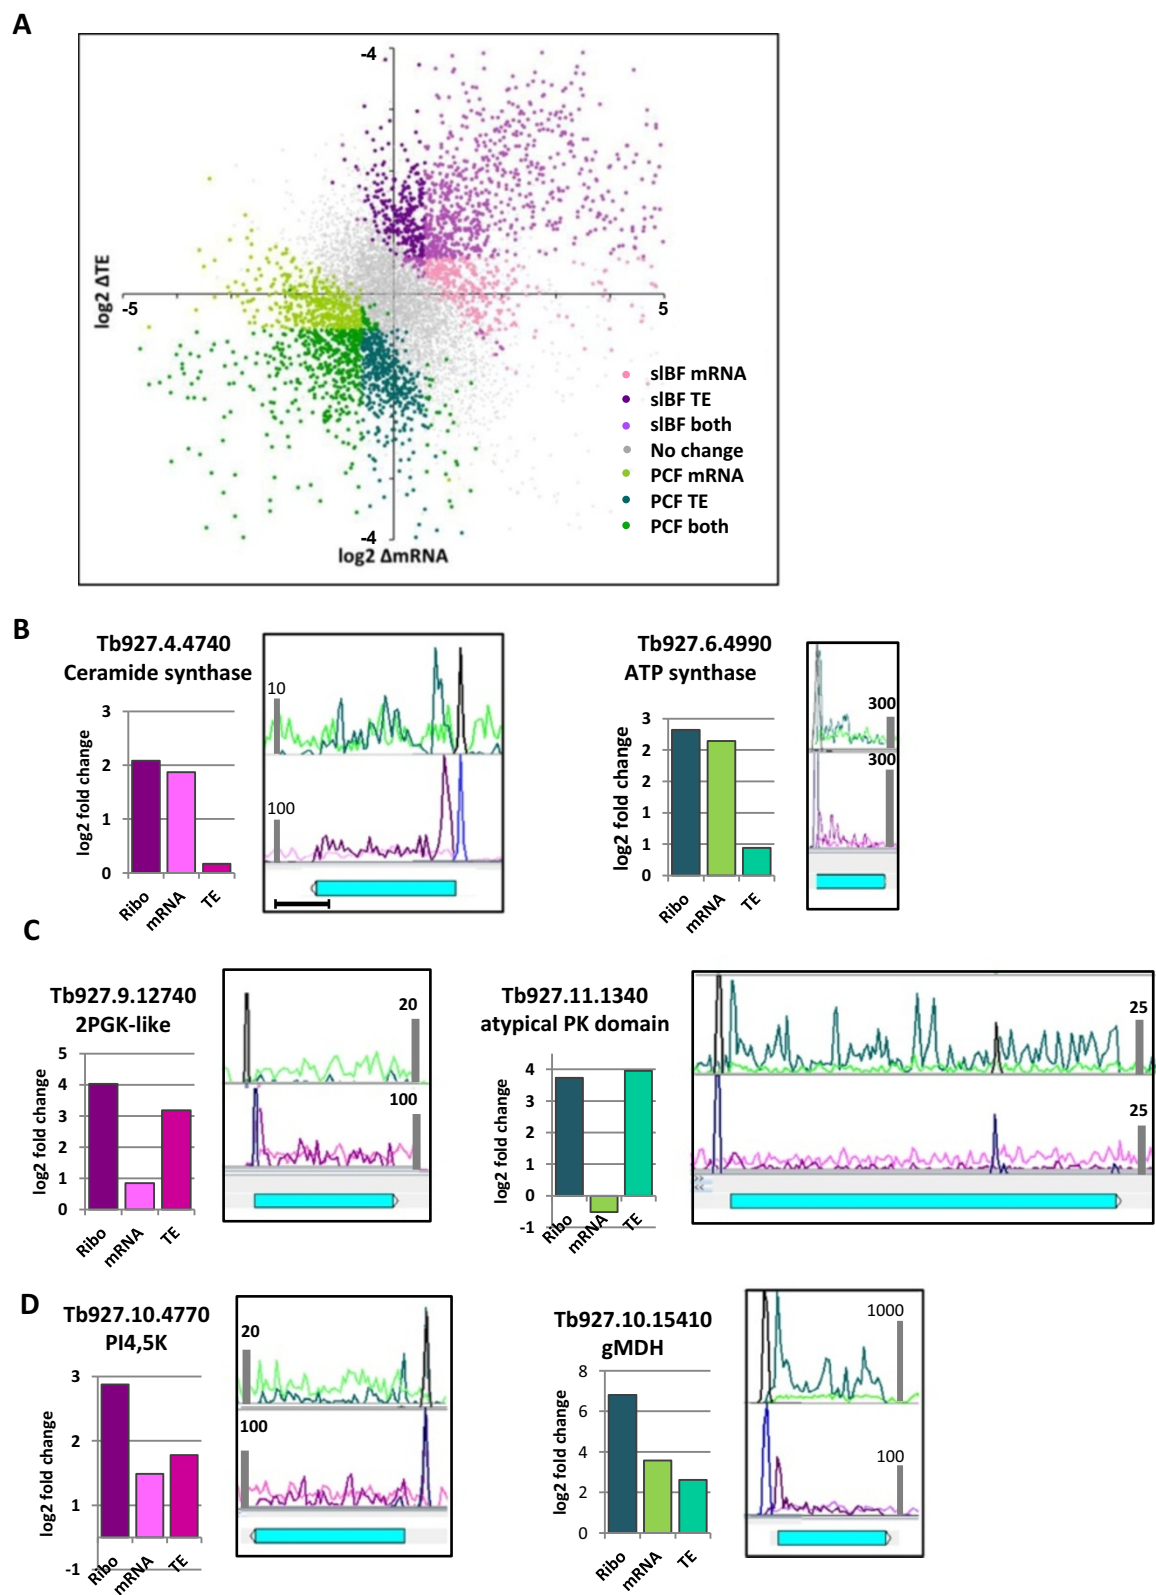 A
-4
log2 ΔTE
-5
5
-4
log2 ΔmRNA
slBF mRNA
slBF TE
slBF both
No change
PCF mRNA
PCF TE
PCF both
B
Tb927.4.4740
Ceramide synthase
log2 fold change
3
2
1
0
Ribo
mRNA
TE
10
100
Tb927.6.4990
ATP synthase
log2 fold change
3
2
2
1
1
0
Ribo
mRNA
TE
300
300
C
Tb927.9.12740
2PGK-like
log2 fold change
5
4
3
2
1
0
Ribo
mRNA
TE
20
100
Tb927.11.1340
atypical PK domain
log2 fold change
4
3
2
1
0
-1
Ribo
mRNA
TE
25
25
D
Tb927.10.4770
PI4,5K
log2 fold change
3
2
1
-1
Ribo
mRNA
TE
20
100
Tb927.10.15410
gMDH
log2 fold change
8
6
4
2
0
Ribo
mRNA
TE
1000
100